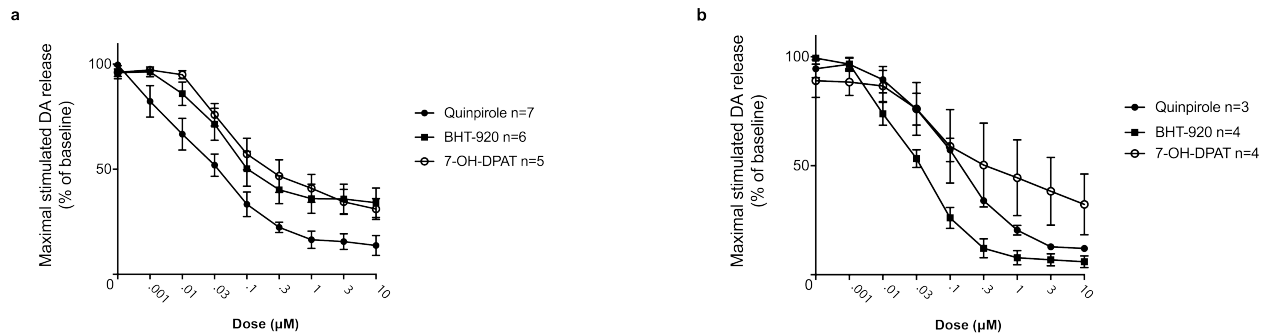 a
Maximal stimulated DA release
(% of baseline)
100
50
0
.001
.01
.03
.1
.3
1
3
10
Dose (µM)
Quinpirole n=7
BHT-920 n=6
7-OH-DPAT n=5
b
Maximal stimulated DA release
(% of baseline)
100
50
0
.001
.01
.03
.1
.3
1
3
10
Dose (µM)
Quinpirole n=3
BHT-920 n=4
7-OH-DPAT n=4